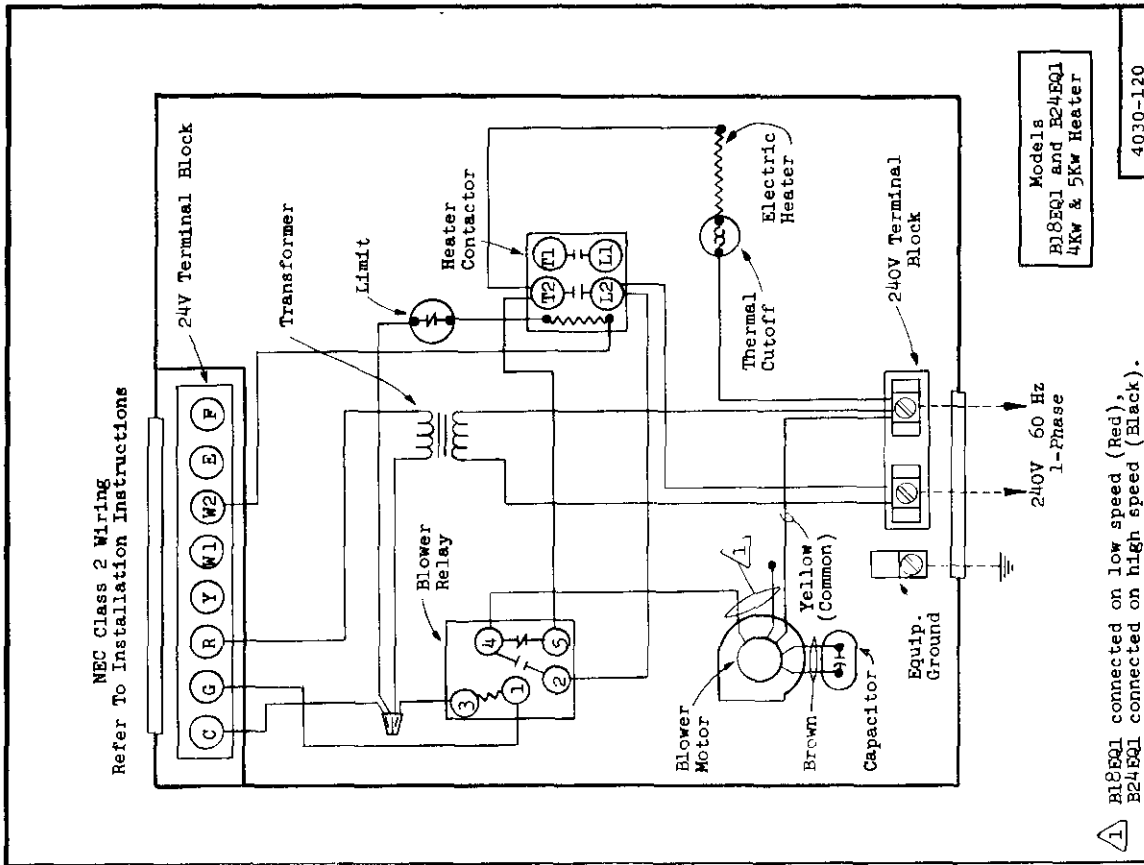 NEC Class 2 Wiring
Refer To Installation Instructions
C G R Y W1 W2 E F
24V Terminal Block
Transformer
Limit
Blower
Relay
3
1
4
2
5
Heater
Contactor
T2
T1
L2
L1
Blower
Motor
1
Yellow
(Common)
Brown
Capacitor
Thermal
Cutoff
Electric
Heater
Equip.
Ground
240V Terminal
Block
240V 60 Hz
1-Phase
Models
B18EQ1 and B24EQ1
4Kw & 5Kw Heater
1 B18EQ1 connected on low speed (Red),
B24EQ1 connected on high speed (Black).
4030-120